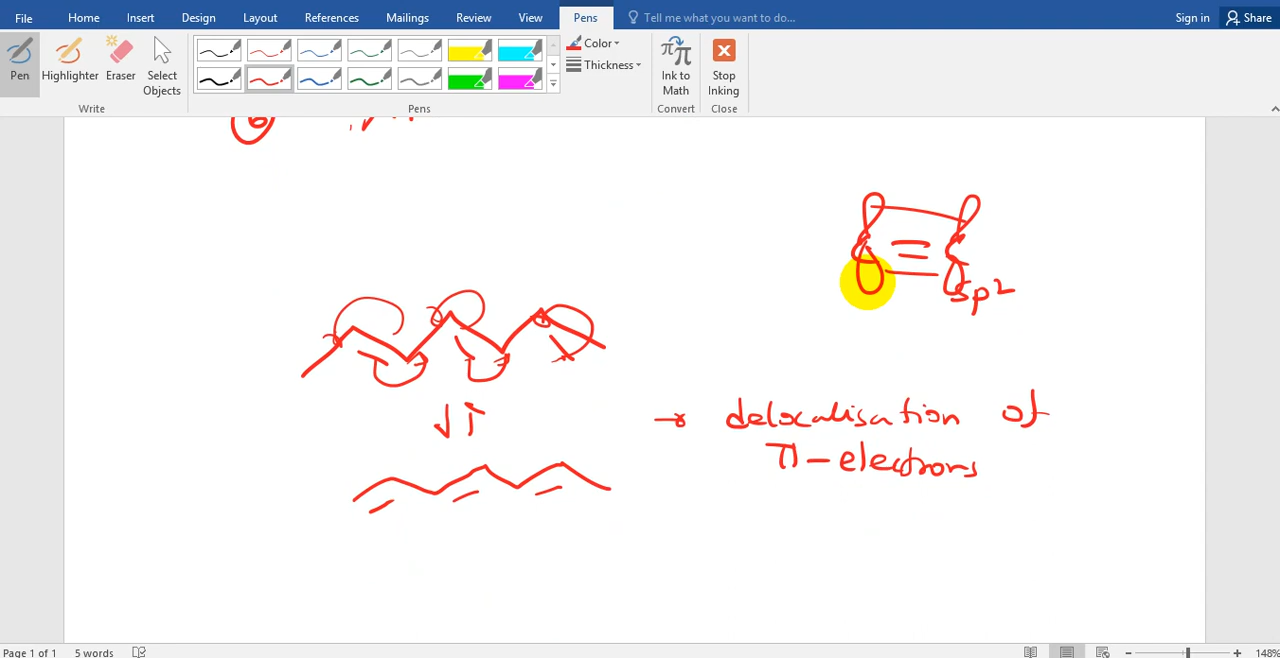 File Home Insert Design Layout References Mailings Review View Pens Tell me what you want to do... Sign in Share
Pen Highlighter Eraser Select Objects
Color
Thickness
Ink to Math
Stop Inking
Write Pens Convert Close
6
sp2
→ delocalisation of
π-electrons
Page 1 of 1 5 words 148%